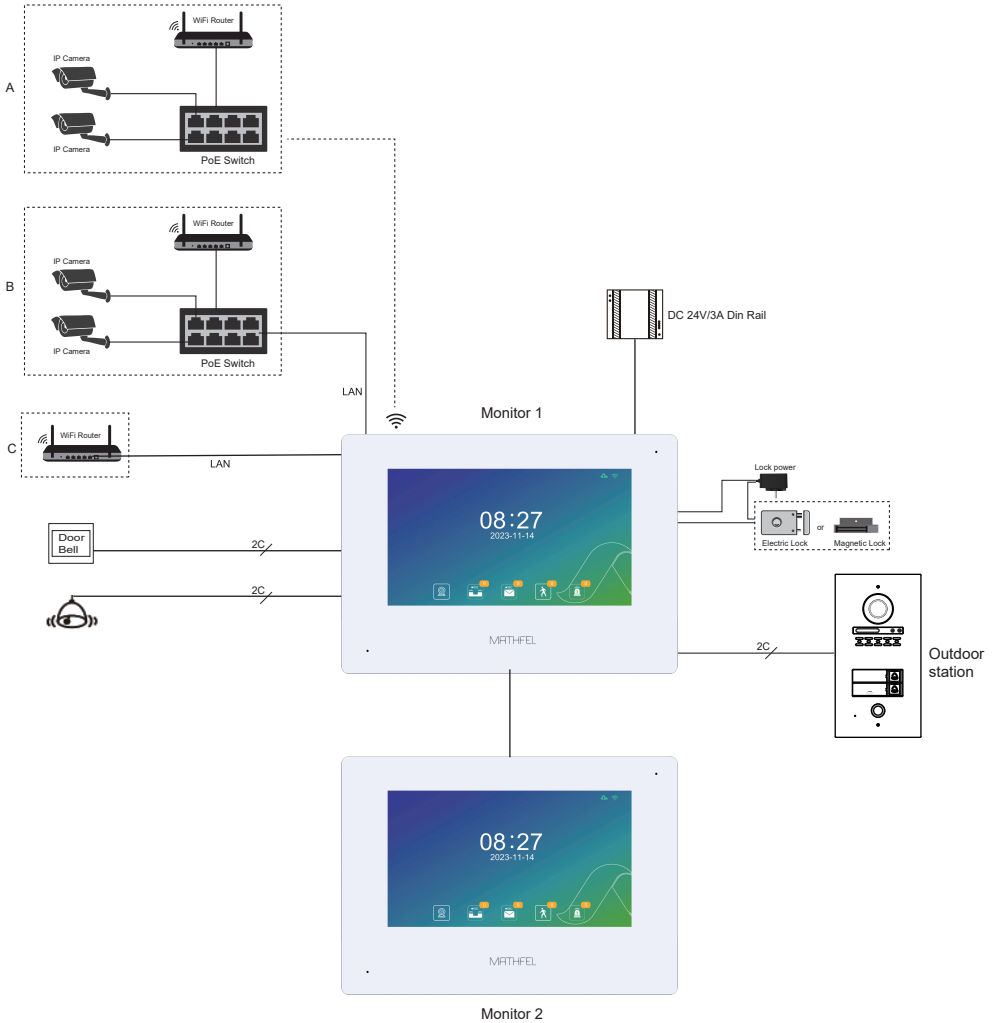 WiFi Router
IP Camera
A
IP Camera
PoE Switch
WiFi Router
IP Camera
B
IP Camera
PoE Switch
LAN
DC 24V/3A Din Rail
Monitor 1
C
WiFi Router
LAN
08:27
2023-11-14
MATHFEL
Door
Bell
2C
2C
Lock power
Electric Lock
or
Magnetic Lock
2C
Outdoor
station
08:27
2023-11-14
MATHFEL
Monitor 2